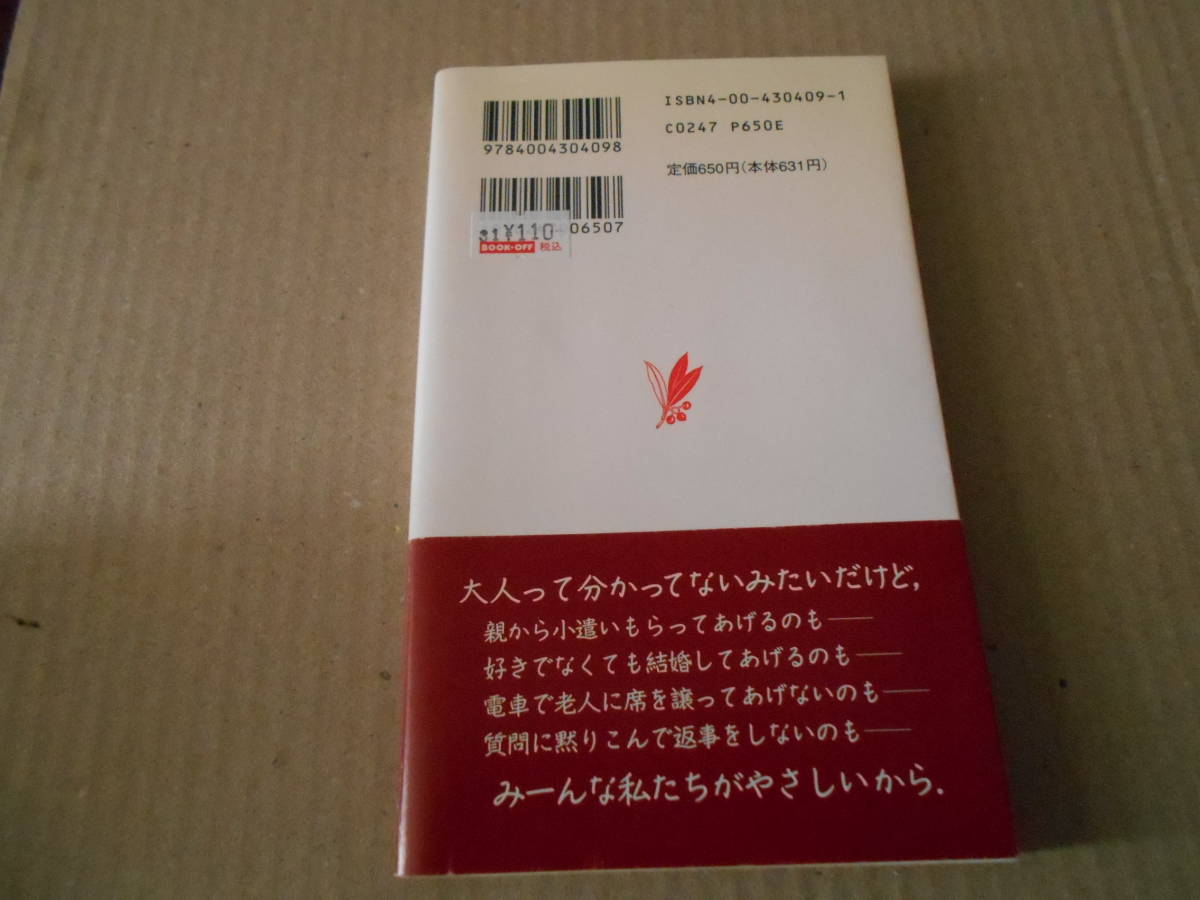 ISBN4-00-430409-1
C0247 P650E
9784004304098
定価650円(本体631円)
06507
31¥110
BOOK・OFF 税込
大人って分かってないみたいだけど,
親から小遣いもらってあげるのも――
好きでなくても結婚してあげるのも――
電車で老人に席を譲ってあげないのも――
質問に黙りこんで返事をしないのも――
みーんな私たちがやさしいから.